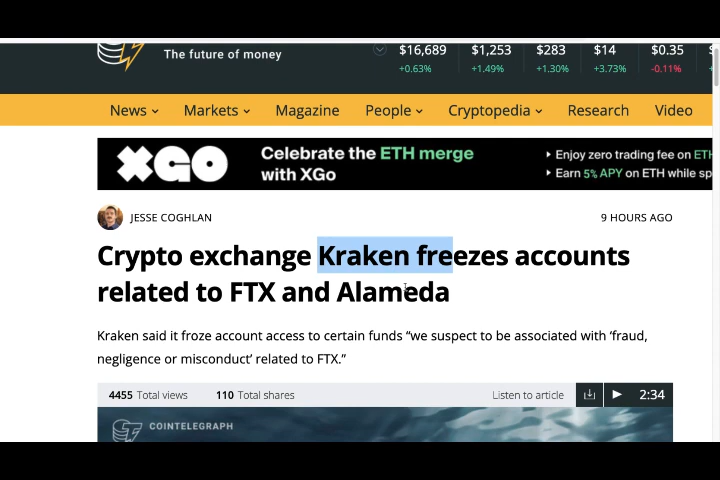 The future of money
$16,689 $1,253 $283 $14 $0.35
+0.63% +1.49% +1.30% +3.73% -0.11%
News Markets Magazine People Cryptopedia Research Video
XGO
Celebrate the ETH merge
with XGo
Enjoy zero trading fee on ETH
Earn 5% APY on ETH while sp
JESSE COGHLAN
9 HOURS AGO
Crypto exchange Kraken freezes accounts
related to FTX and Alameda
Kraken said it froze account access to certain funds “we suspect to be associated with ‘fraud,
negligence or misconduct’ related to FTX.”
4455 Total views 110 Total shares
Listen to article 2:34
COINTELEGRAPH